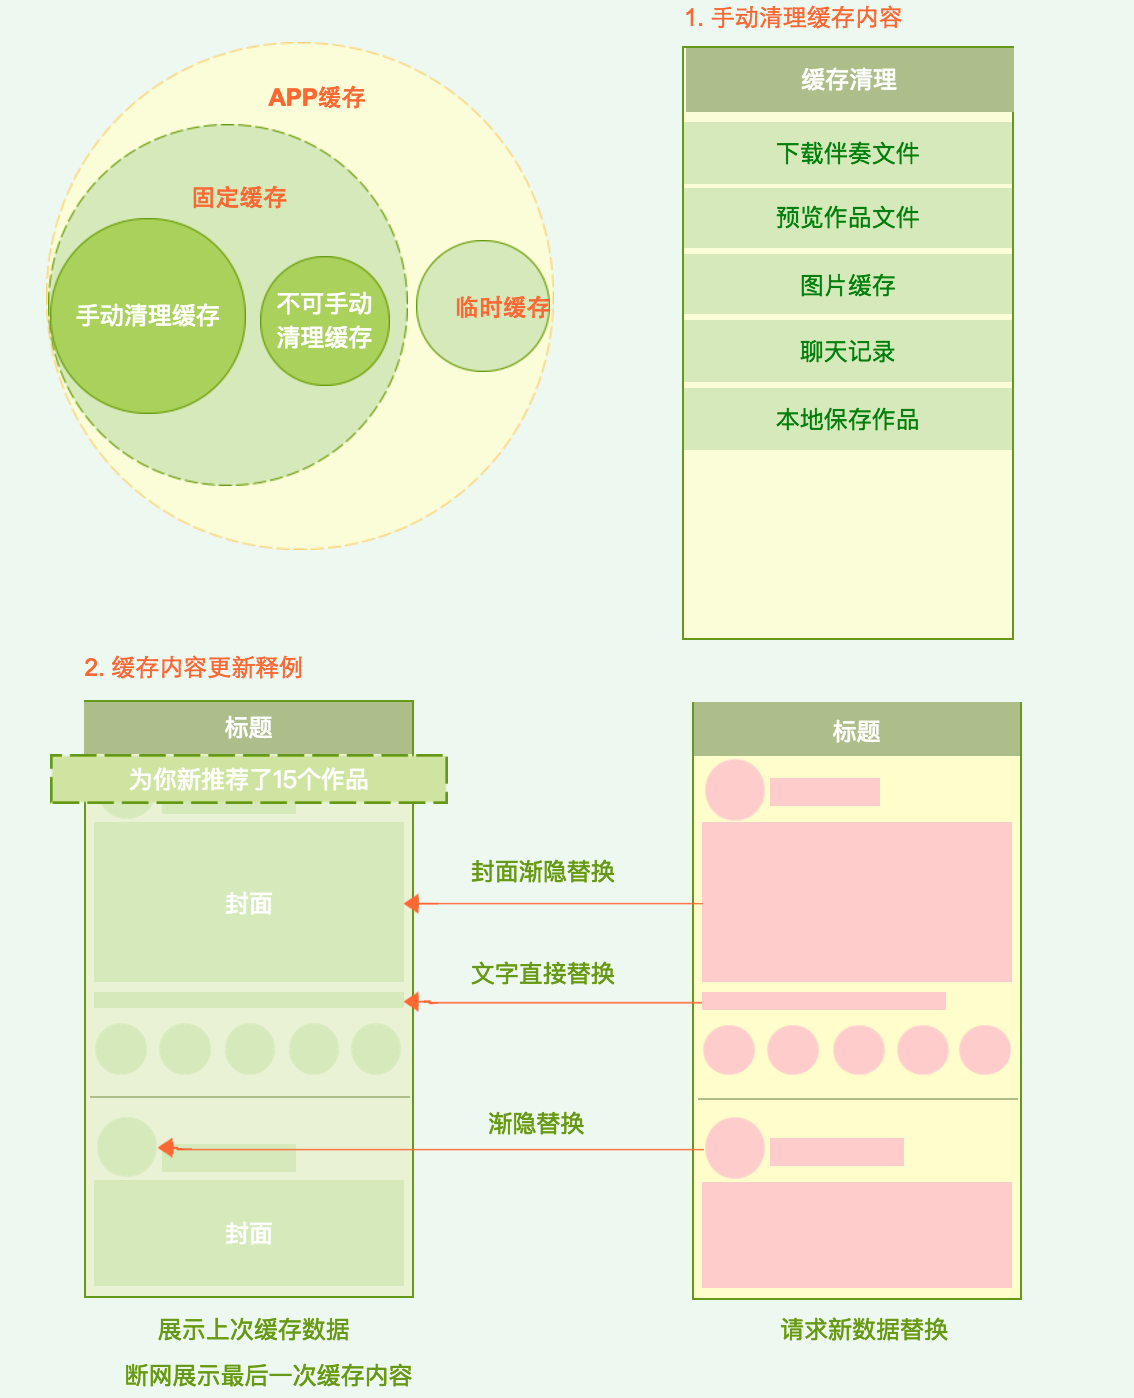 1. 手动清理缓存内容
APP缓存
固定缓存
手动清理缓存
不可手动
清理缓存
临时缓存
缓存清理
下载伴奏文件
预览作品文件
图片缓存
聊天记录
本地保存作品
2. 缓存内容更新释例
标题
为你新推荐了15个作品
封面
封面
标题
封面渐隐替换
文字直接替换
渐隐替换
展示上次缓存数据
断网展示最后一次缓存内容
请求新数据替换